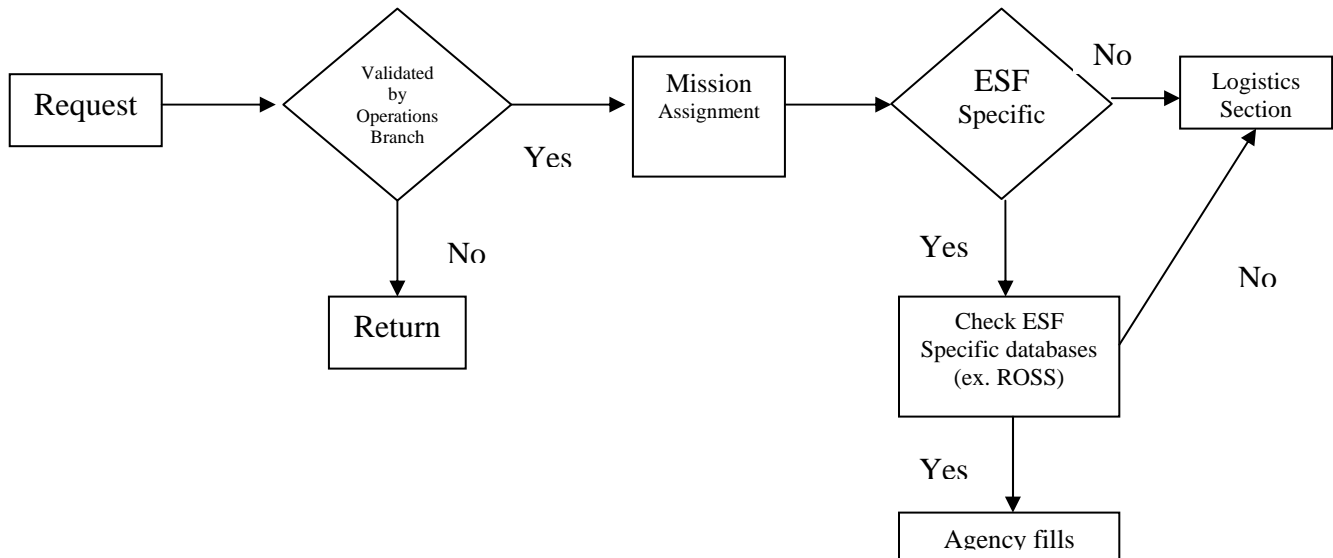 Request
Validated
by
Operations
Branch
Yes
No
Return
Mission
Assignment
ESF
Specific
No
Logistics
Section
Yes
No
Check ESF
Specific databases
(ex. ROSS)
Yes
Agency fills